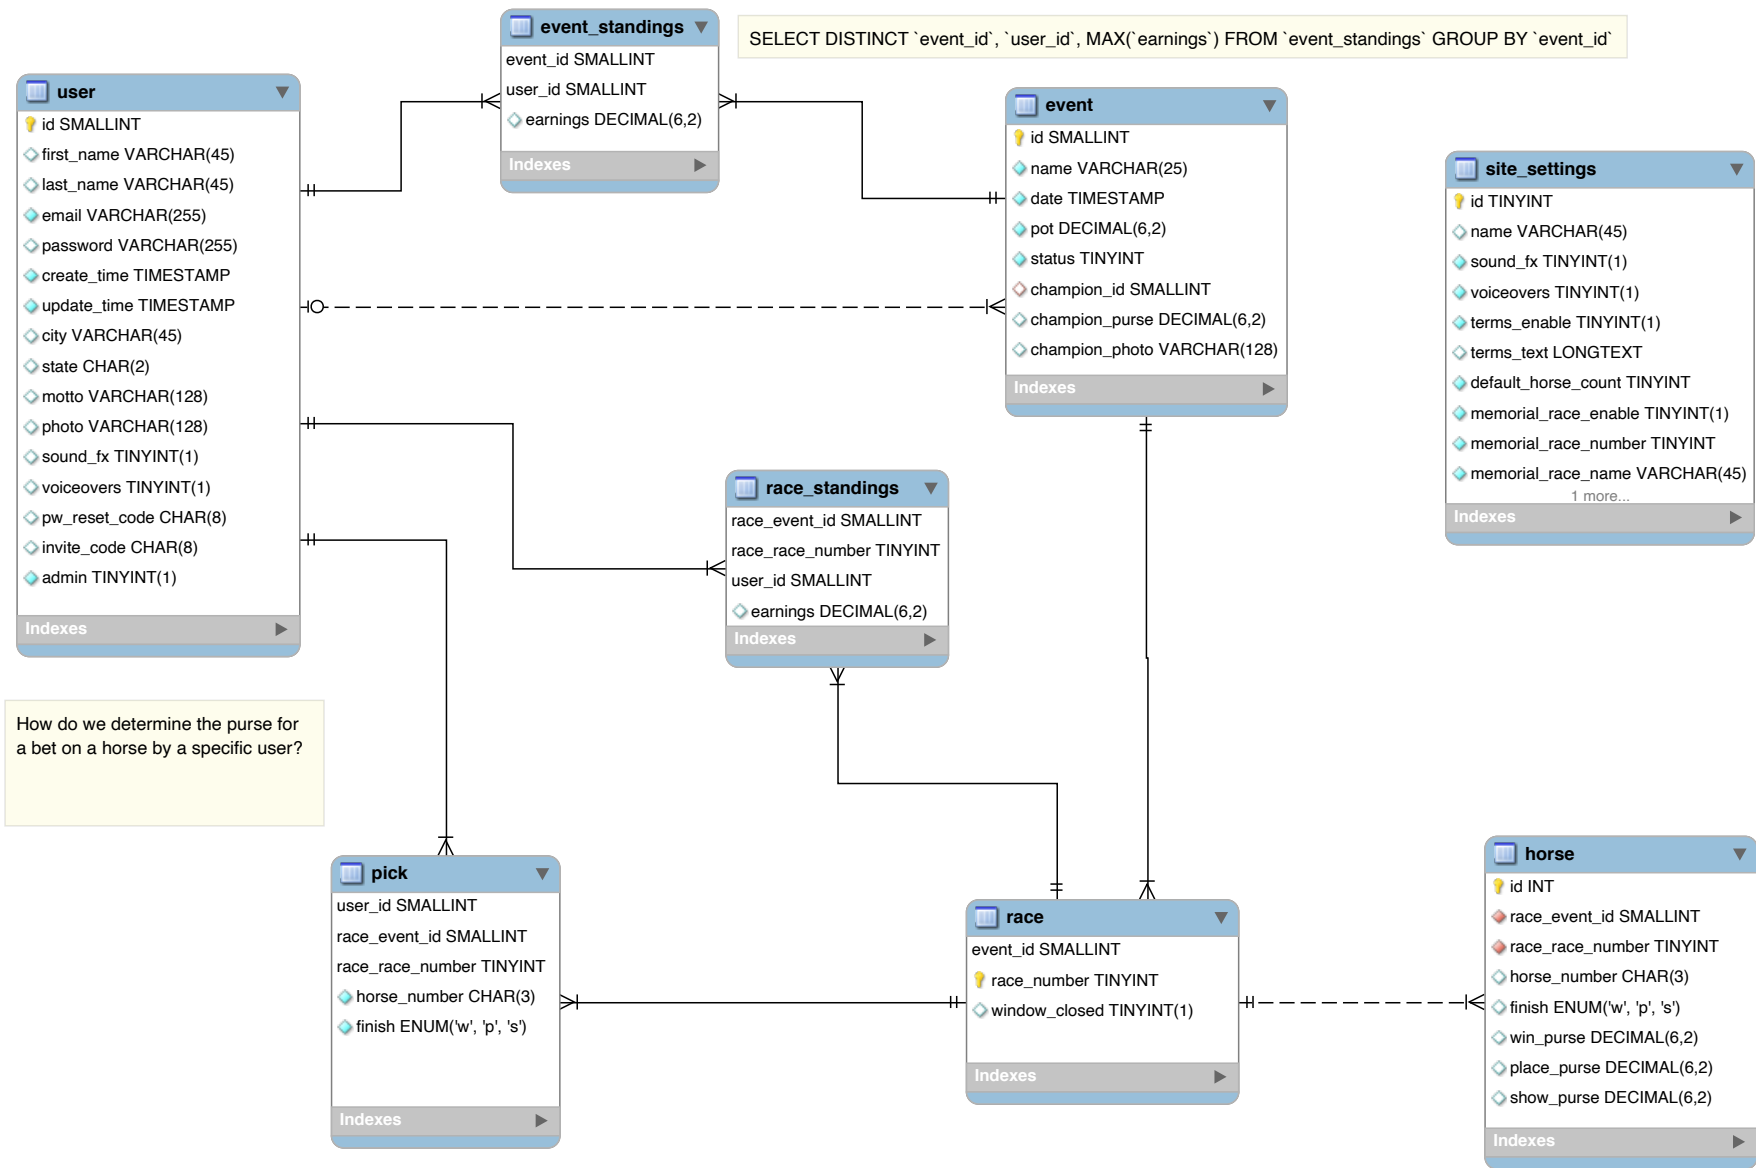 event_standings
event_id SMALLINT
user_id SMALLINT
earnings DECIMAL(6,2)
Indexes
SELECT DISTINCT `event_id`, `user_id`, MAX(`earnings`) FROM `event_standings` GROUP BY `event_id`
user
id SMALLINT
first_name VARCHAR(45)
last_name VARCHAR(45)
email VARCHAR(255)
password VARCHAR(255)
create_time TIMESTAMP
update_time TIMESTAMP
city VARCHAR(45)
state CHAR(2)
motto VARCHAR(128)
photo VARCHAR(128)
sound_fx TINYINT(1)
voiceovers TINYINT(1)
pw_reset_code CHAR(8)
invite_code CHAR(8)
admin TINYINT(1)
Indexes
event
id SMALLINT
name VARCHAR(25)
date TIMESTAMP
pot DECIMAL(6,2)
status TINYINT
champion_id SMALLINT
champion_purse DECIMAL(6,2)
champion_photo VARCHAR(128)
Indexes
site_settings
id TINYINT
name VARCHAR(45)
sound_fx TINYINT(1)
voiceovers TINYINT(1)
terms_enable TINYINT(1)
terms_text LONGTEXT
default_horse_count TINYINT
memorial_race_enable TINYINT(1)
memorial_race_number TINYINT
memorial_race_name VARCHAR(45)
1 more...
Indexes
race_standings
race_event_id SMALLINT
race_race_number TINYINT
user_id SMALLINT
earnings DECIMAL(6,2)
Indexes
How do we determine the purse for
a bet on a horse by a specific user?
pick
user_id SMALLINT
race_event_id SMALLINT
race_race_number TINYINT
horse_number CHAR(3)
finish ENUM('w', 'p', 's')
Indexes
race
event_id SMALLINT
race_number TINYINT
window_closed TINYINT(1)
Indexes
horse
id INT
race_event_id SMALLINT
race_race_number TINYINT
horse_number CHAR(3)
finish ENUM('w', 'p', 's')
win_purse DECIMAL(6,2)
place_purse DECIMAL(6,2)
show_purse DECIMAL(6,2)
Indexes